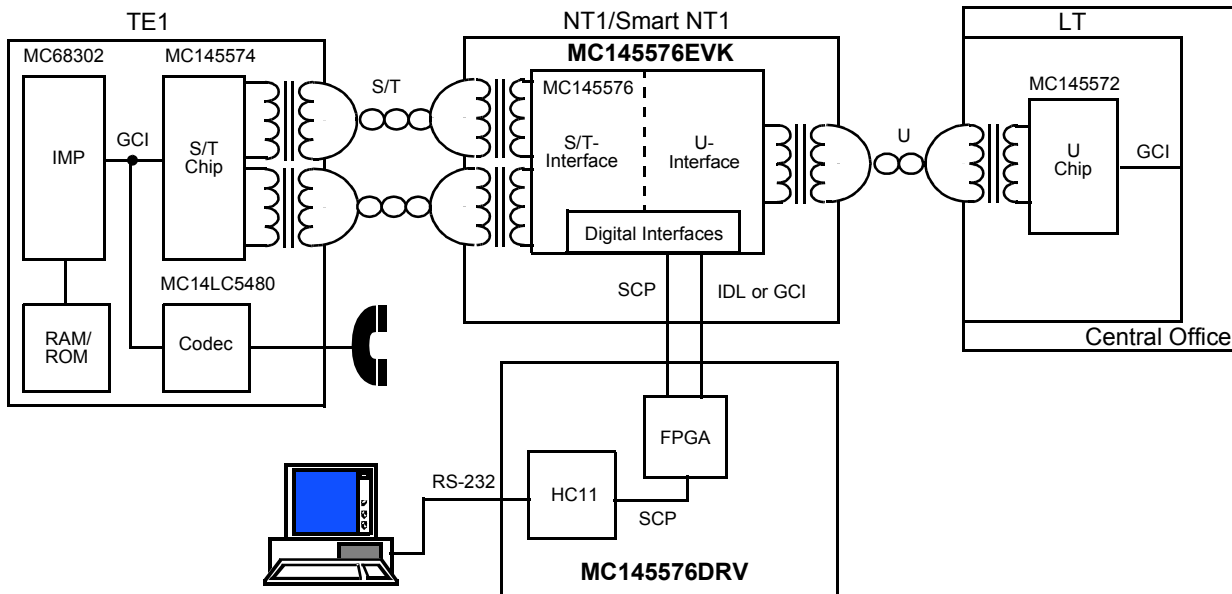 TE1
NT1/Smart NT1
LT
MC68302
MC145574
MC145576EVK
S/T
MC145576
MC145572
IMP
GCI
S/T
Chip
S/T-
Interface
U-
Interface
U
U
Chip
GCI
Digital Interfaces
MC14LC5480
SCP
IDL or GCI
RAM/
ROM
Codec
Central Office
FPGA
RS-232
HC11
SCP
MC145576DRV